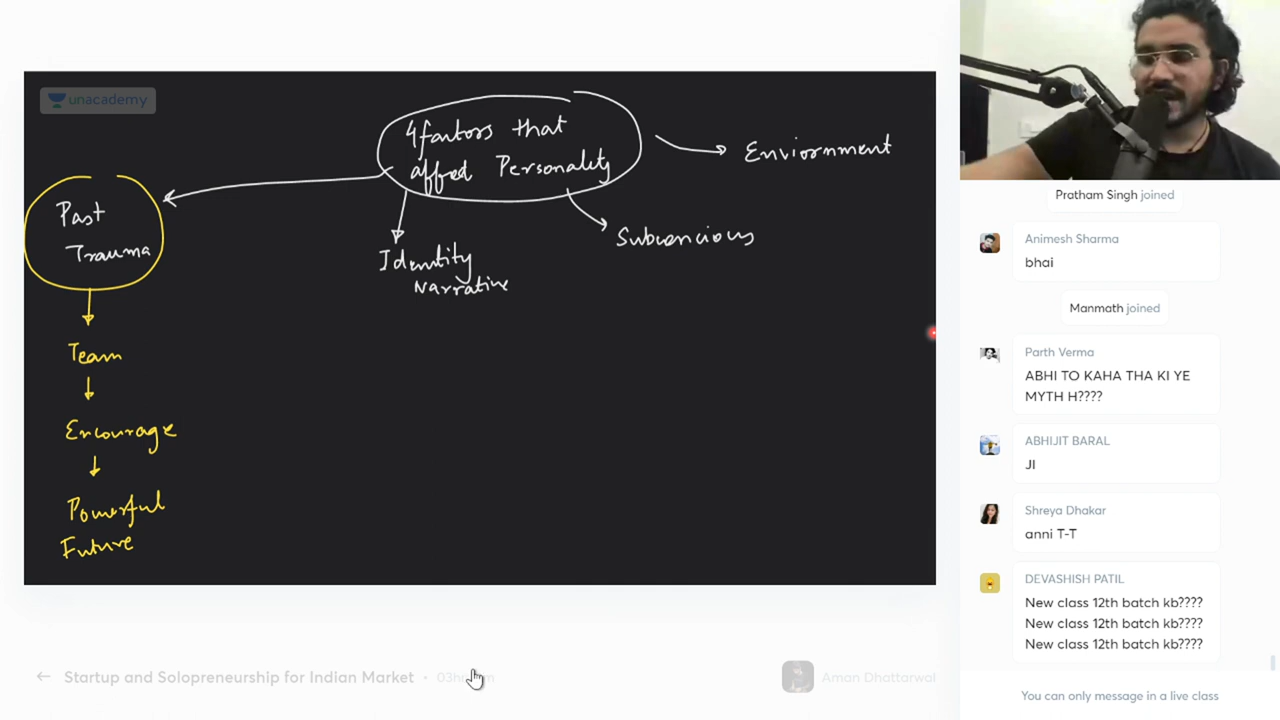 unacademy
4 factors that
affect Personality
Enviornment
Past
Trauma
Identity
Narrative
Subconcious
Team
Encourage
Powerful
Future
Startup and Solopreneurship for Indian Market
Aman Dhattarwal
Pratham Singh joined
Animesh Sharma
bhai
Manmath joined
Parth Verma
ABHI TO KAHA THA KI YE
MYTH H????
ABHIJIT BARAL
JI
Shreya Dhakar
anni T-T
DEVASHISH PATIL
New class 12th batch kb????
New class 12th batch kb????
New class 12th batch kb????
You can only message in a live class